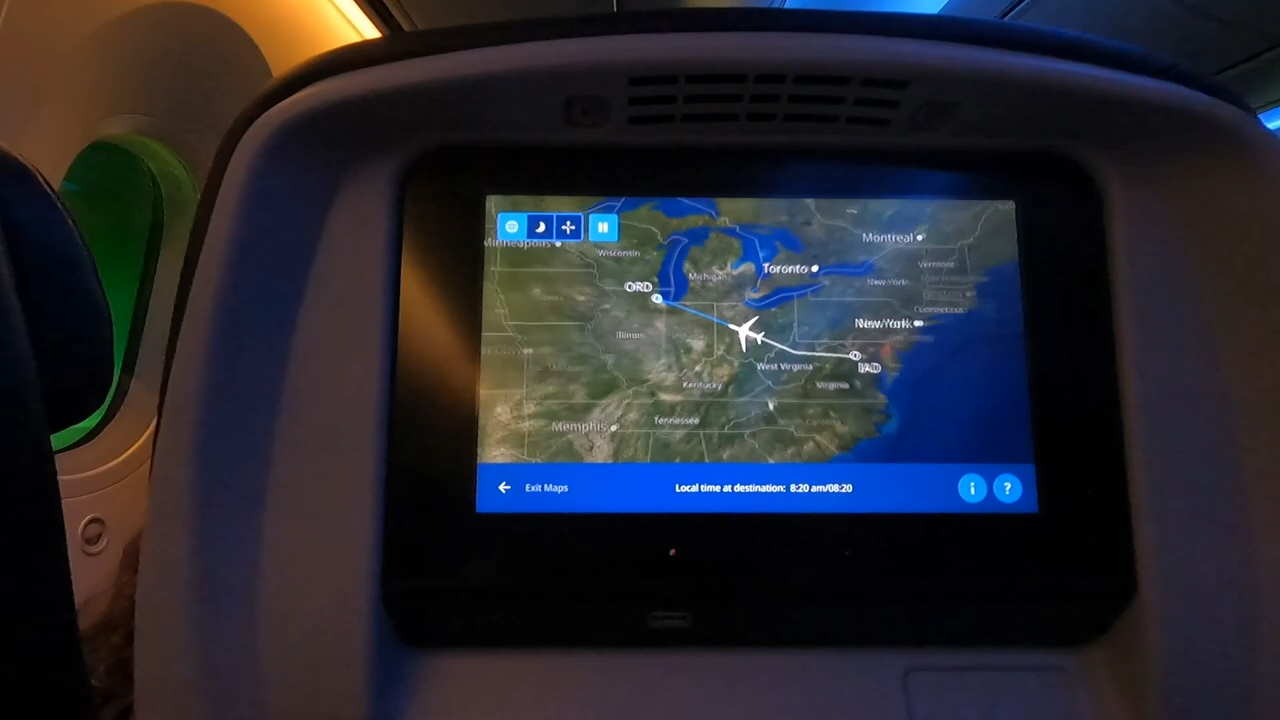 Montreal
Minneapolis
Wisconsin
Vermont
Toronto
Michigan
New York
ORD
Connecticut
New York
Illinois
IAD
West Virginia
Kentucky
Virginia
Tennessee
Memphis
Exit Maps
Local time at destination: 8:20 am/08:20
i
?